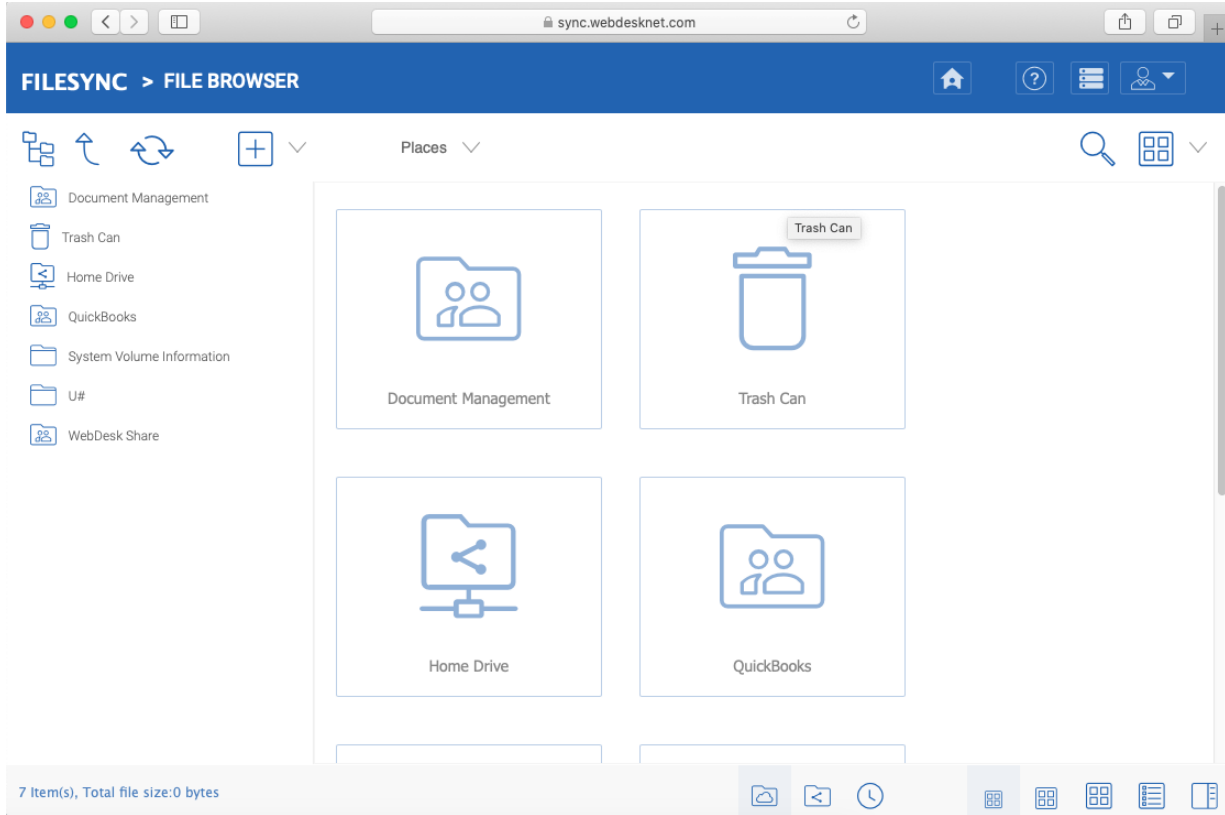 sync.webdesknet.com
FILESYNC > FILE BROWSER
Places
Document Management
Trash Can
Home Drive
QuickBooks
System Volume Information
U#
WebDesk Share
Trash Can
Document Management
Trash Can
Home Drive
QuickBooks
7 Item(s), Total file size:0 bytes